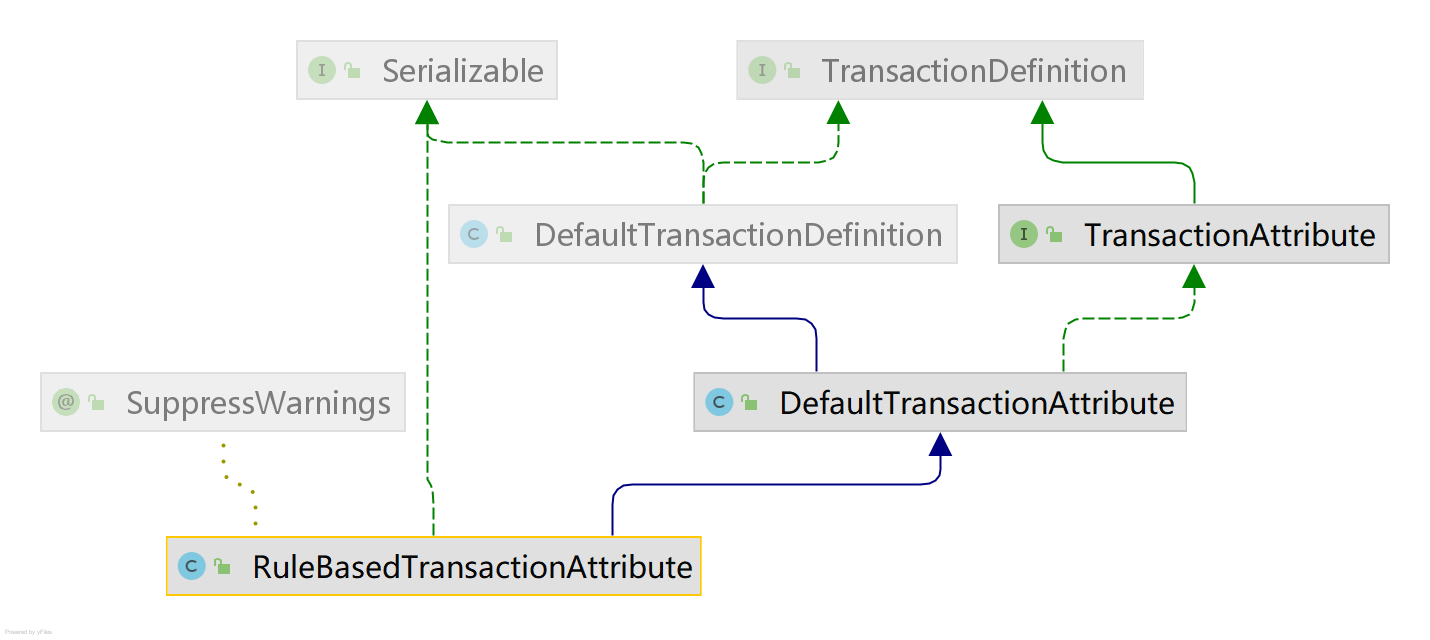 I Serializable
I TransactionDefinition
C DefaultTransactionDefinition
I TransactionAttribute
@ SuppressWarnings
C DefaultTransactionAttribute
C RuleBasedTransactionAttribute
Powered by yFiles